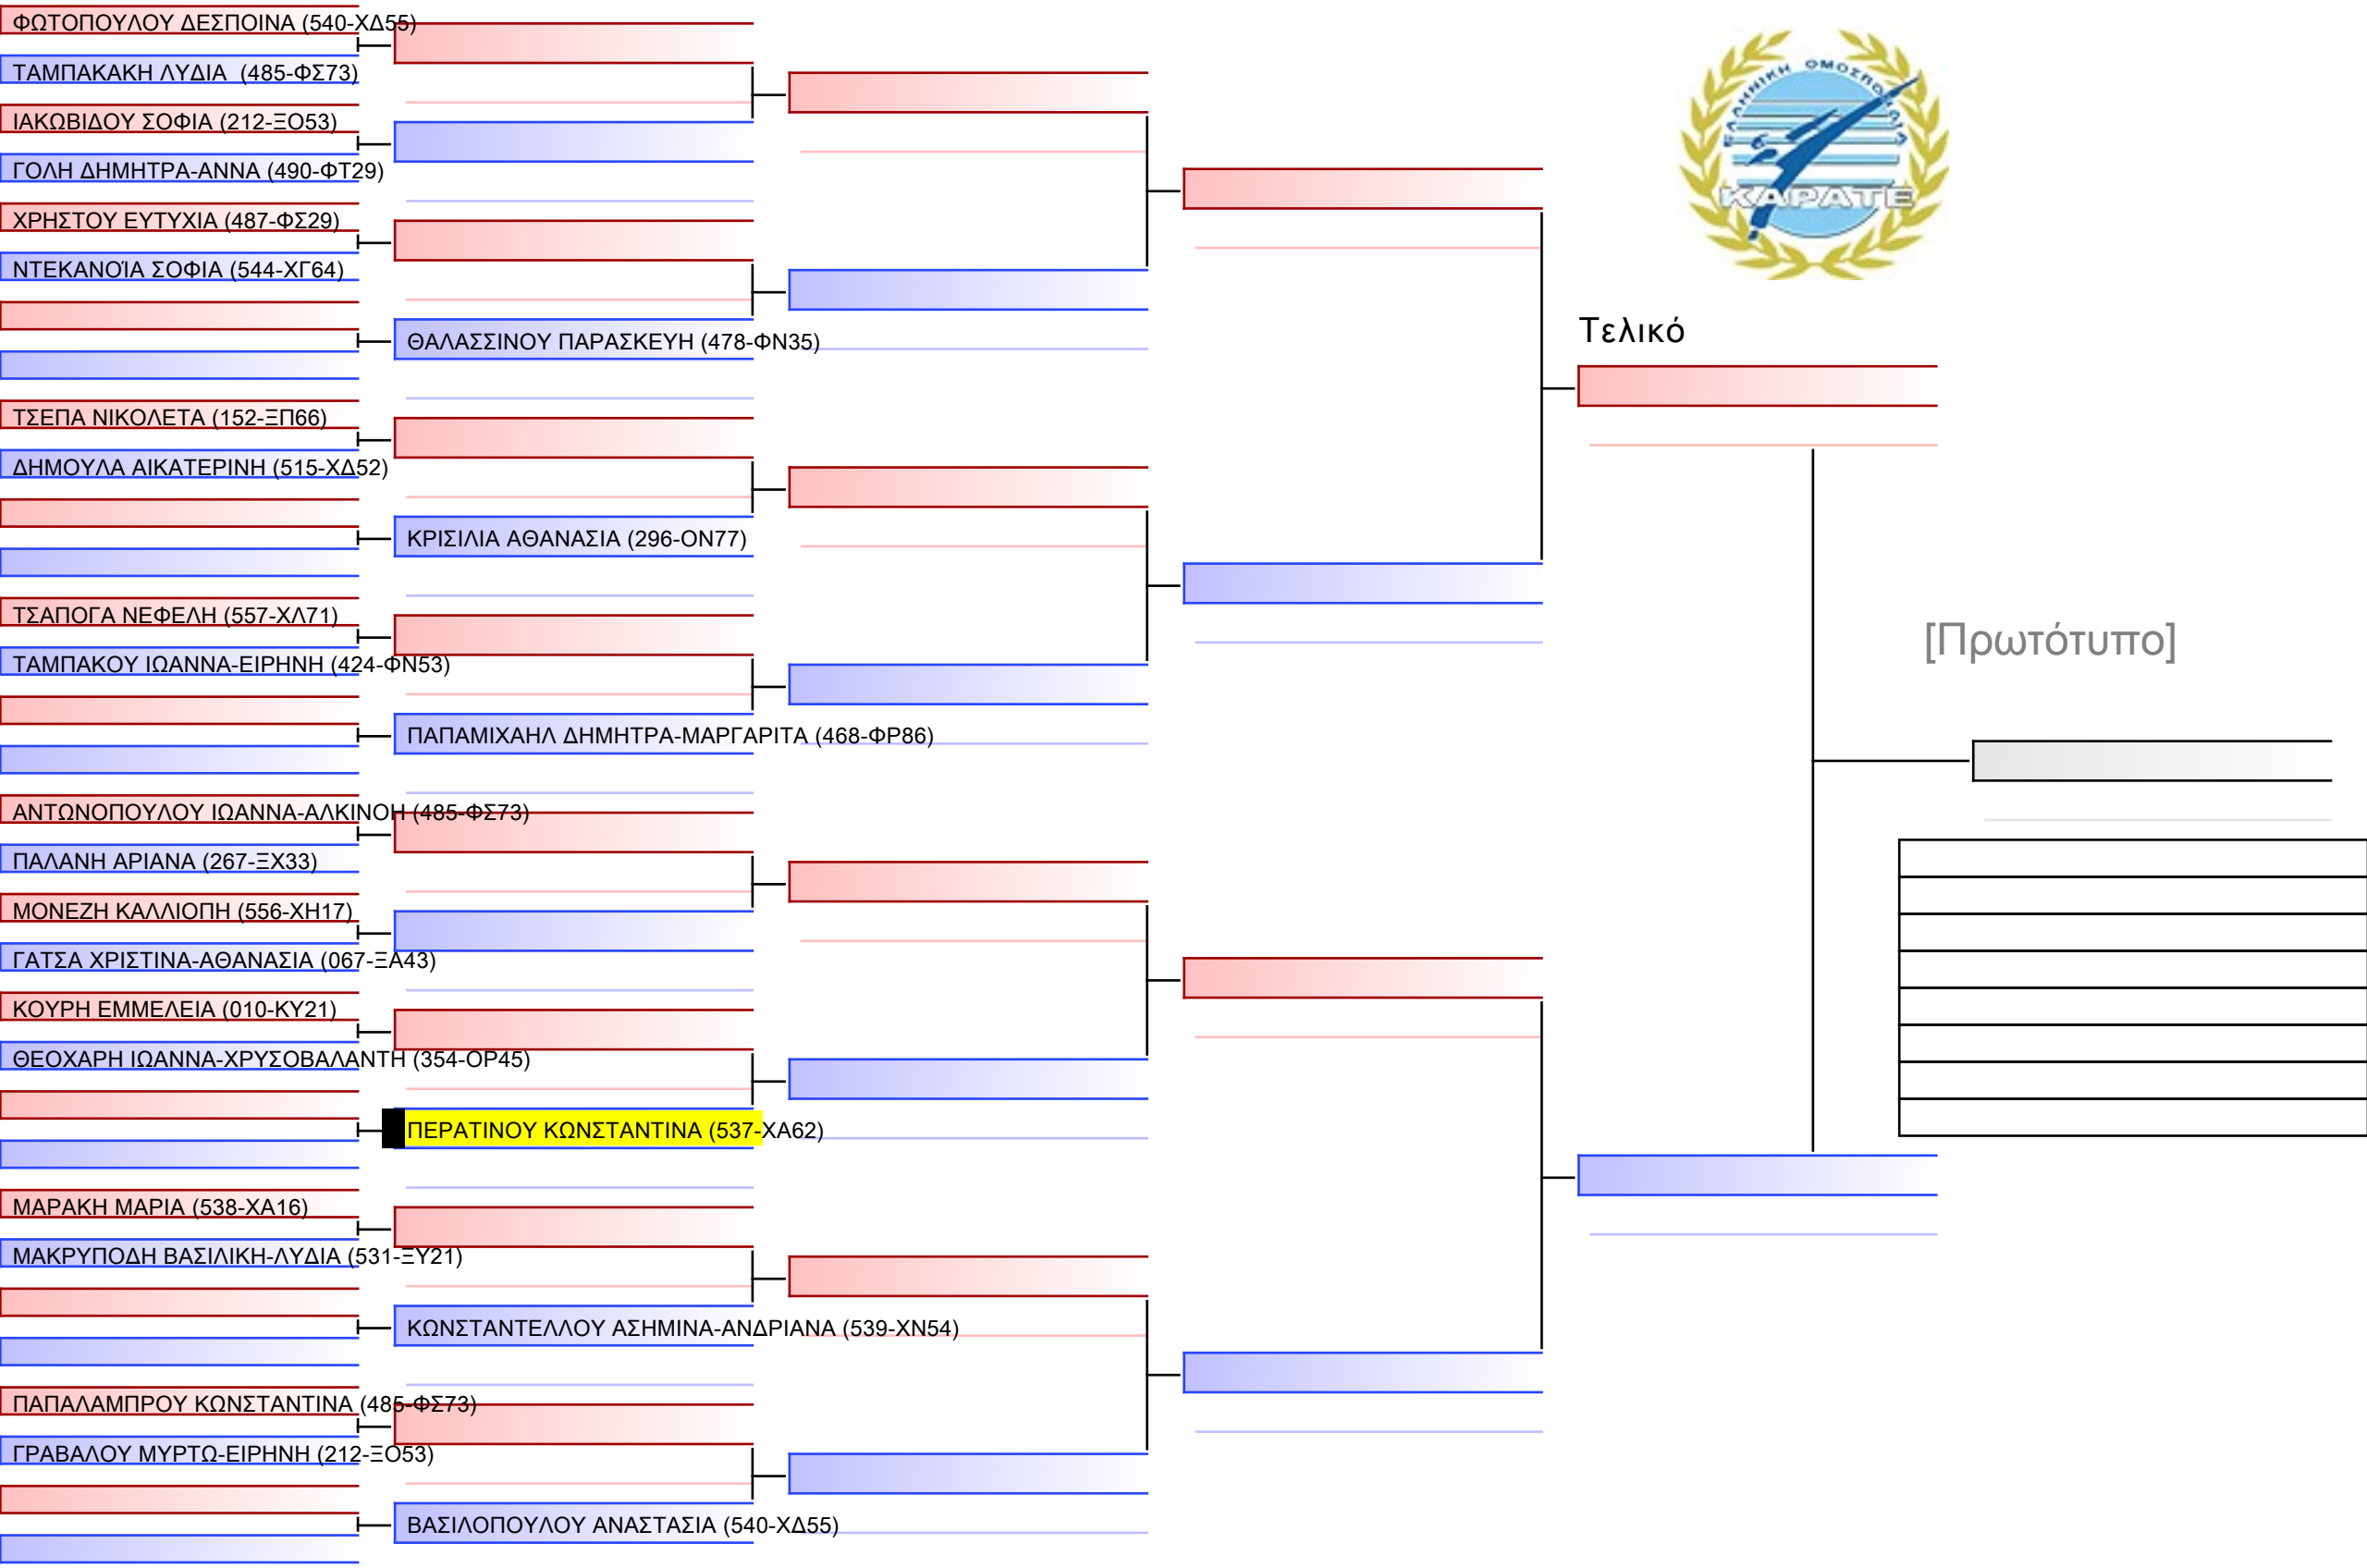 ΦΩΤΟΠΟΥΛΟΥ ΔΕΣΠΟΙΝΑ (540-ΧΔ55)
ΤΑΜΠΑΚΑΚΗ ΛΥΔΙΑ (485-ΦΣ73)
ΙΑΚΩΒΙΔΟΥ ΣΟΦΙΑ (212-ΞΟ53)
ΓΟΛΗ ΔΗΜΗΤΡΑ-ΑΝΝΑ (490-ΦΤ29)
ΧΡΗΣΤΟΥ ΕΥΤΥΧΙΑ (487-ΦΣ29)
ΝΤΕΚΑΝΟΪΑ ΣΟΦΙΑ (544-ΧΓ64)
ΘΑΛΑΣΣΙΝΟΥ ΠΑΡΑΣΚΕΥΗ (478-ΦΝ35)
ΤΣΕΠΑ ΝΙΚΟΛΕΤΑ (152-ΞΠ66)
ΔΗΜΟΥΛΑ ΑΙΚΑΤΕΡΙΝΗ (515-ΧΔ52)
ΚΡΙΣΙΛΙΑ ΑΘΑΝΑΣΙΑ (296-ΟΝ77)
ΤΣΑΠΟΓΑ ΝΕΦΕΛΗ (557-ΧΛ71)
ΤΑΜΠΑΚΟΥ ΙΩΑΝΝΑ-ΕΙΡΗΝΗ (424-ΦΝ53)
ΠΑΠΑΜΙΧΑΗΛ ΔΗΜΗΤΡΑ-ΜΑΡΓΑΡΙΤΑ (468-ΦΡ86)
ΑΝΤΩΝΟΠΟΥΛΟΥ ΙΩΑΝΝΑ-ΑΛΚΙΝΟΗ (485-ΦΣ73)
ΠΑΛΑΝΗ ΑΡΙΑΝΑ (267-ΞΧ33)
ΜΟΝΕΖΗ ΚΑΛΛΙΟΠΗ (556-ΧΗ17)
ΓΑΤΣΑ ΧΡΙΣΤΙΝΑ-ΑΘΑΝΑΣΙΑ (067-ΞΑ43)
ΚΟΥΡΗ ΕΜΜΕΛΕΙΑ (010-ΚΥ21)
ΘΕΟΧΑΡΗ ΙΩΑΝΝΑ-ΧΡΥΣΟΒΑΛΑΝΤΗ (354-ΟΡ45)
ΠΕΡΑΤΙΝΟΥ ΚΩΝΣΤΑΝΤΙΝΑ (537-ΧΑ62)
ΜΑΡΑΚΗ ΜΑΡΙΑ (538-ΧΑ16)
ΜΑΚΡΥΠΟΔΗ ΒΑΣΙΛΙΚΗ-ΛΥΔΙΑ (531-ΞΥ21)
ΚΩΝΣΤΑΝΤΕΛΛΟΥ ΑΣΗΜΙΝΑ-ΑΝΔΡΙΑΝΑ (539-ΧΝ54)
ΠΑΠΑΛΑΜΠΡΟΥ ΚΩΝΣΤΑΝΤΙΝΑ (485-ΦΣ73)
ΓΡΑΒΑΛΟΥ ΜΥΡΤΩ-ΕΙΡΗΝΗ (212-ΞΟ53)
ΒΑΣΙΛΟΠΟΥΛΟΥ ΑΝΑΣΤΑΣΙΑ (540-ΧΔ55)
ΕΛΛΗΝΙΚΗ ΟΜΟΣΠΟΝΔΙΑ
ΚΑΡΑΤΕ
Τελικό
[Πρωτότυπο]